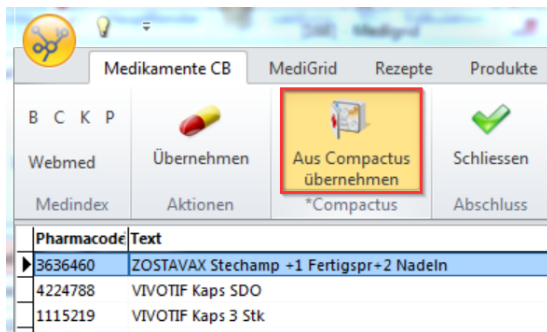 Medikamente CB MediGrid Rezepte Produkte
B C K P
Webmed
Übernehmen
Aus Compactus
übernehmen
Schliessen
Medindex Aktionen *Compactus Abschluss
Pharmacode Text
3636460 ZOSTAVAX Stechamp +1 Fertigspr+2 Nadeln
4224788 VIVOTIF Kaps SDO
1115219 VIVOTIF Kaps 3 Stk